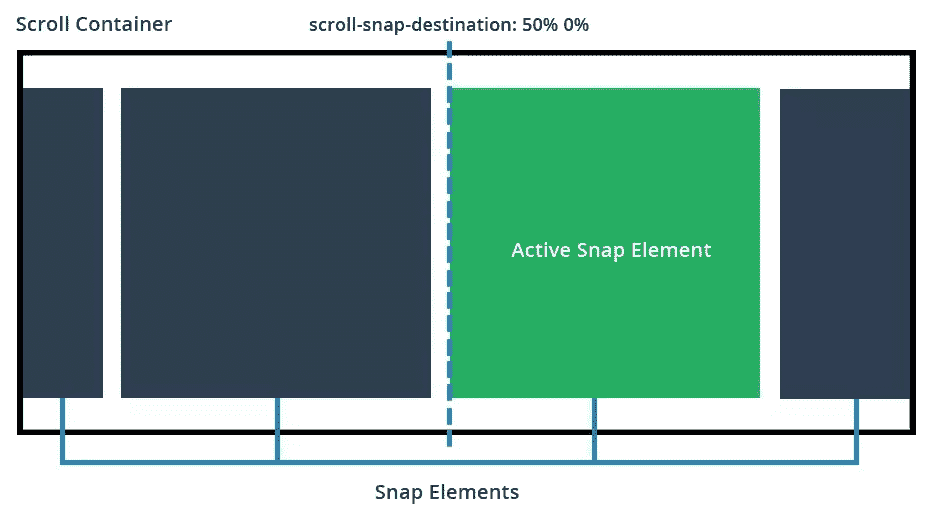 Scroll Container
scroll-snap-destination: 50% 0%
Active Snap Element
Snap Elements